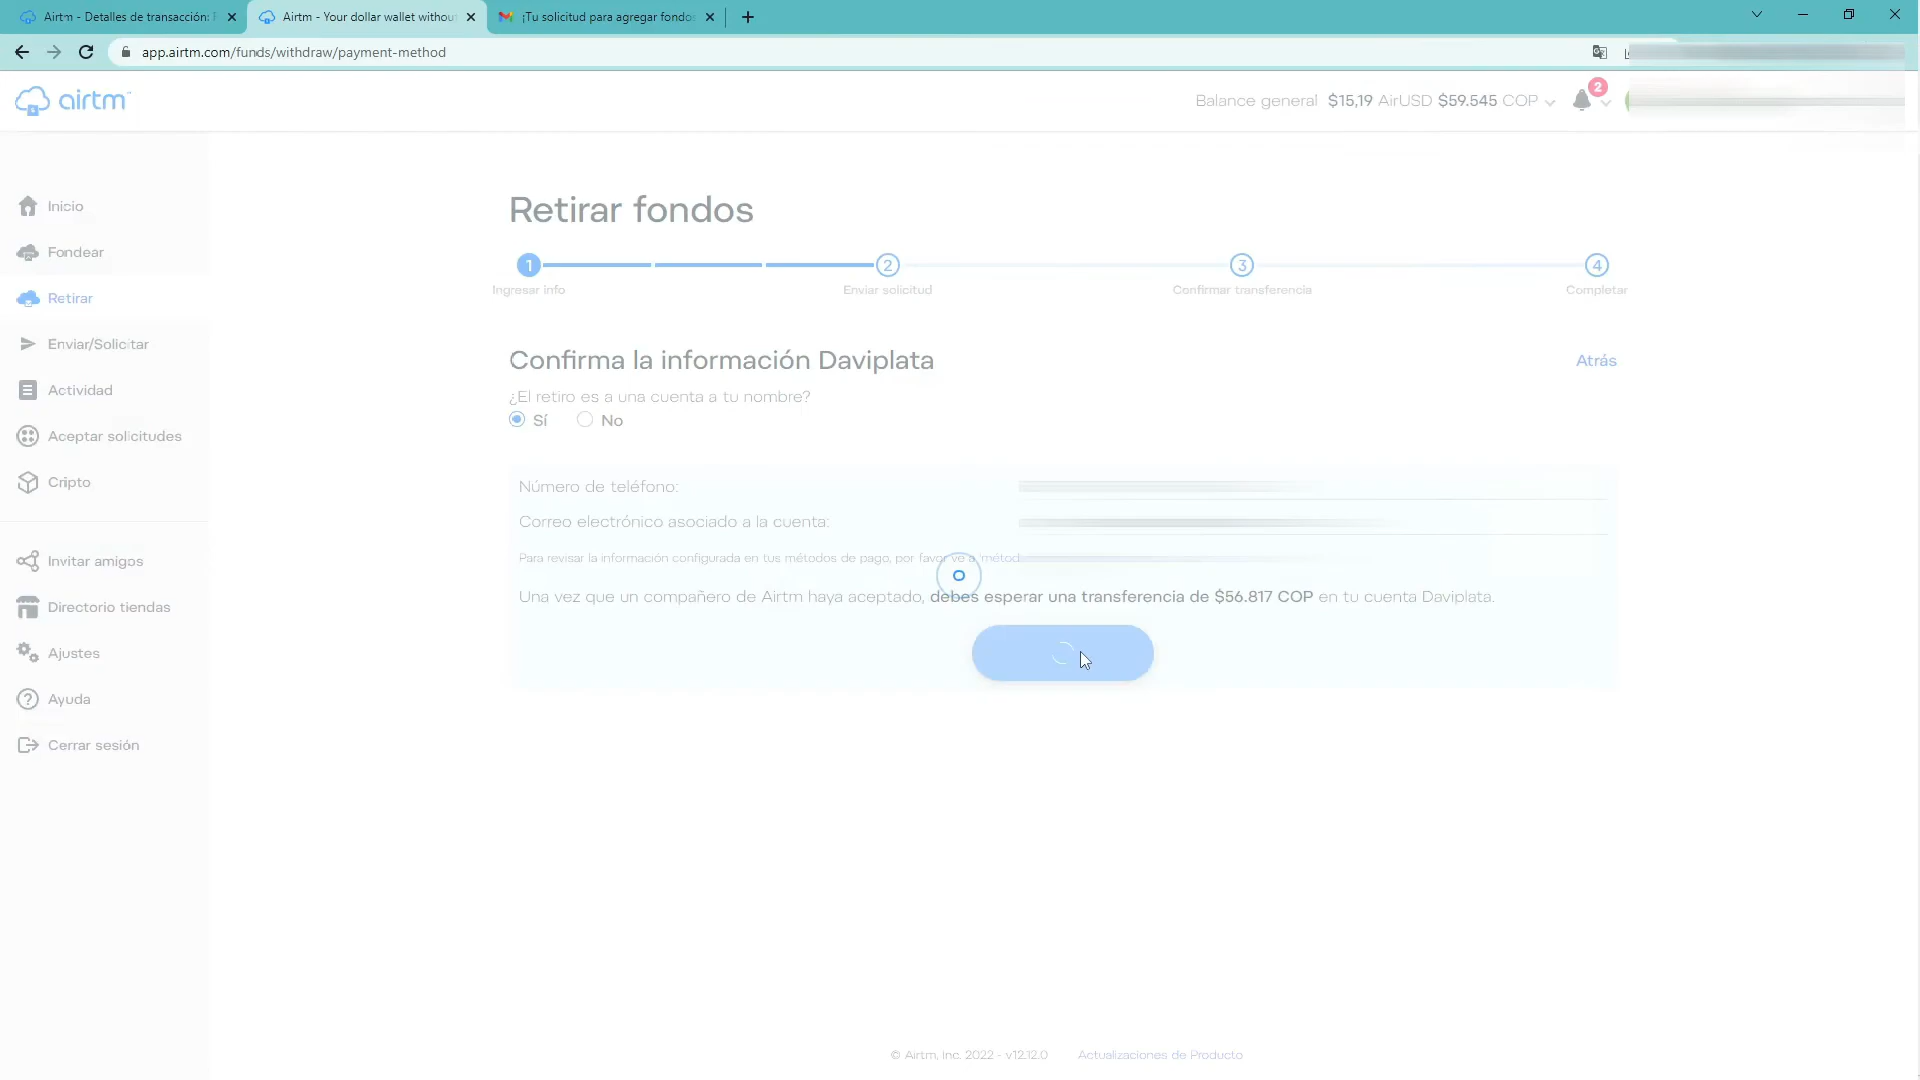 Airtm - Detalles de transacción:
Airtm - Your dollar wallet withou
¡Tu solicitud para agregar fondos
app.airtm.com/funds/withdraw/payment-method
airtm
Balance general $15,19 AirUSD $59.545 COP
2
Inicio
Fondear
Retirar
Enviar/Solicitar
Actividad
Aceptar solicitudes
Cripto
Invitar amigos
Directorio tiendas
Ajustes
Ayuda
Cerrar sesión
Retirar fondos
1 2 3 4
Ingresar info Enviar solicitud Confirmar transferencia Completar
Confirma la información Daviplata
Atrás
¿El retiro es a una cuenta a tu nombre?
Sí No
Número de teléfono:
Correo electrónico asociado a la cuenta:
Para revisar la información configurada en tus métodos de pago, por favor ve a 'métod
Una vez que un compañero de Airtm haya aceptado, debes esperar una transferencia de $56.817 COP en tu cuenta Daviplata.
© Airtm, Inc. 2022 - v12.12.0 Actualizaciones de Producto